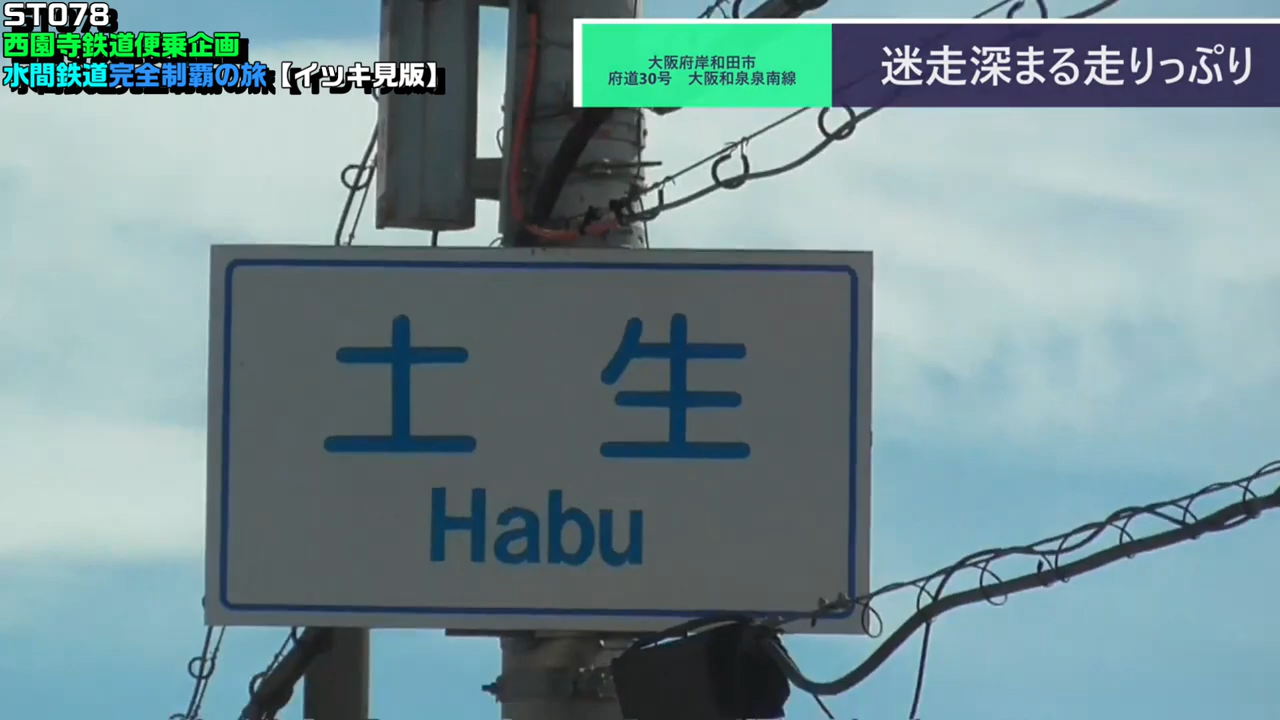 ST078
西園寺鉄道便乗企画
水間鉄道完全制覇の旅【イツキ見版】
大阪府岸和田市
府道30号　大阪和泉泉南線
迷走深まる走りっぷり
土生
Habu